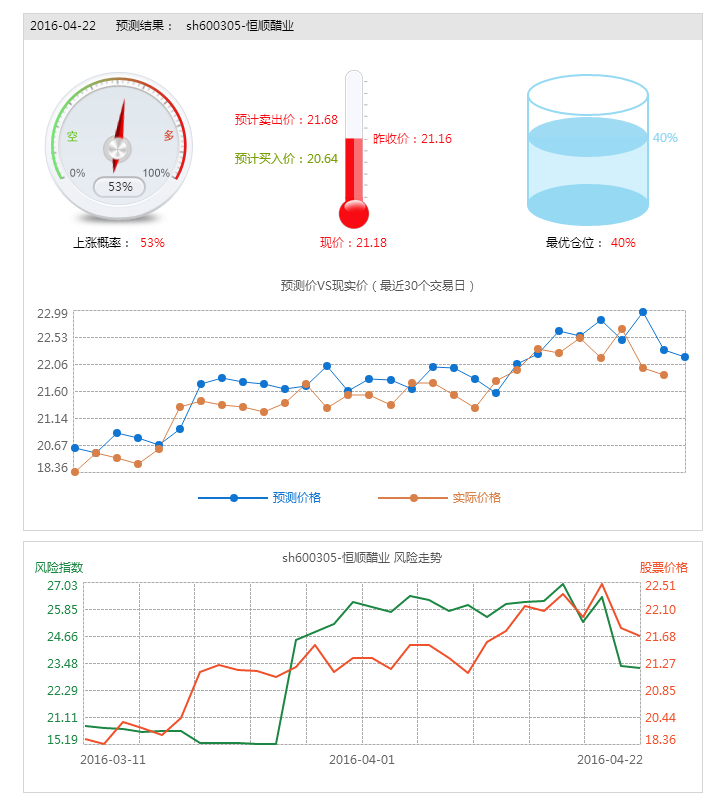 2016-04-22 预测结果： sh600305-恒顺醋业
空 多
0% 100%
53%
上涨概率： 53%
预计卖出价：21.68
昨收价：21.16
预计买入价：20.64
现价：21.18
40%
最优仓位： 40%
预测价VS现实价（最近30个交易日）
22.99
22.53
22.06
21.60
21.14
20.67
18.36
预测价格 实际价格
sh600305-恒顺醋业 风险走势
风险指数 股票价格
27.03 22.51
25.85 22.10
24.66 21.68
23.48 21.27
22.29 20.85
21.11 20.44
15.19 18.36
2016-03-11 2016-04-01 2016-04-22